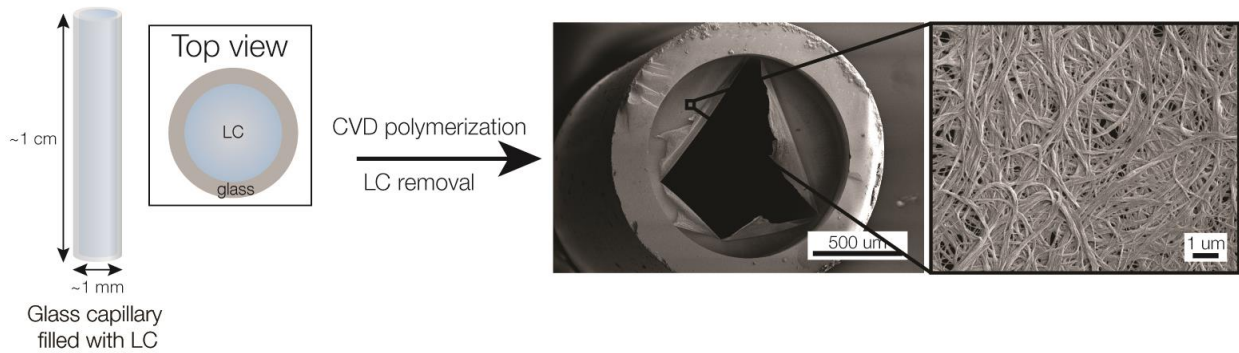 ~1 cm
~1 mm
Glass capillary
filled with LC
Top view
LC
glass
CVD polymerization
LC removal
500 um
1 um